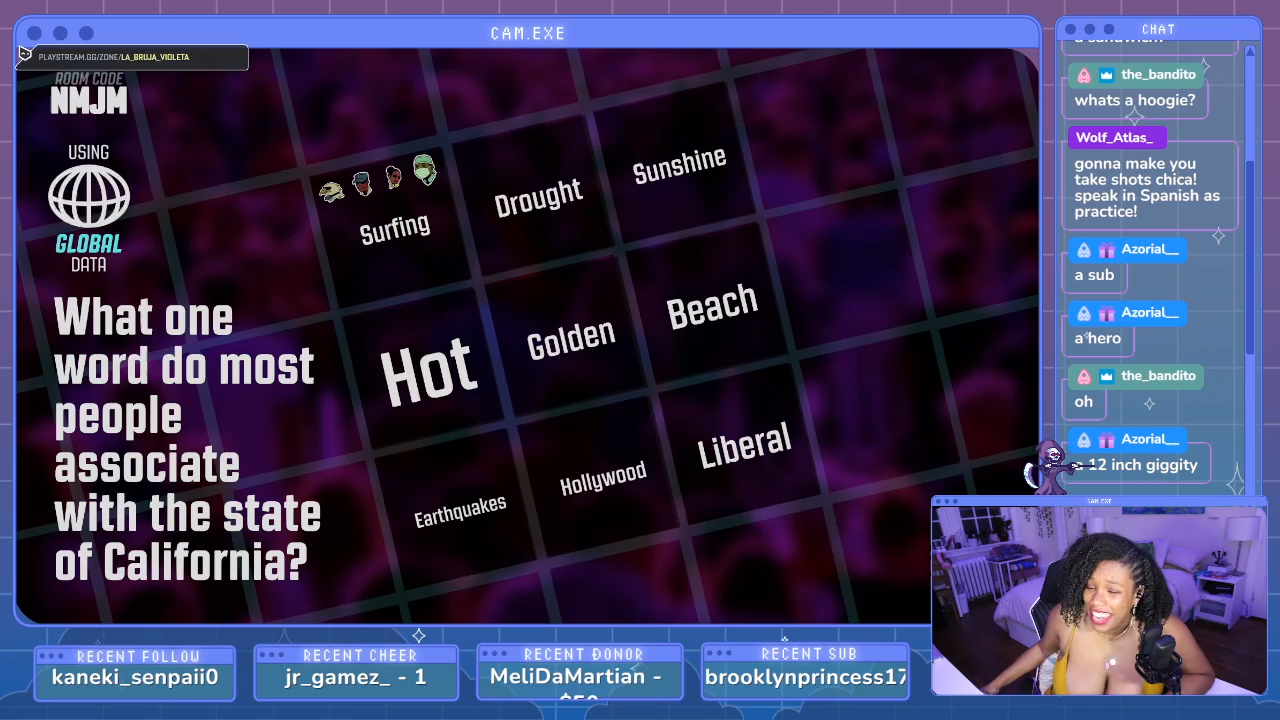 CAM.EXE
PLAYSTREAM.GG/ZONE/LA_BRUJA_VIOLETA
ROOM CODE
NMJM
USING
GLOBAL
DATA
What one
word do most
people
associate
with the state
of California?
Surfing
Drought
Sunshine
Hot
Golden
Beach
Earthquakes
Hollywood
Liberal
CHAT
the_bandito
whats a hoogie?
Wolf_Atlas_
gonna make you
take shots chica!
speak in Spanish as
practice!
Azorial__
a sub
Azorial__
a hero
the_bandito
oh
Azorial__
12 inch giggity
CAM.EXE
RECENT FOLLOW
kaneki_senpaii0
RECENT CHEER
jr_gamez_ - 1
RECENT DONOR
MeliDaMartian -
RECENT SUB
brooklynprincess17